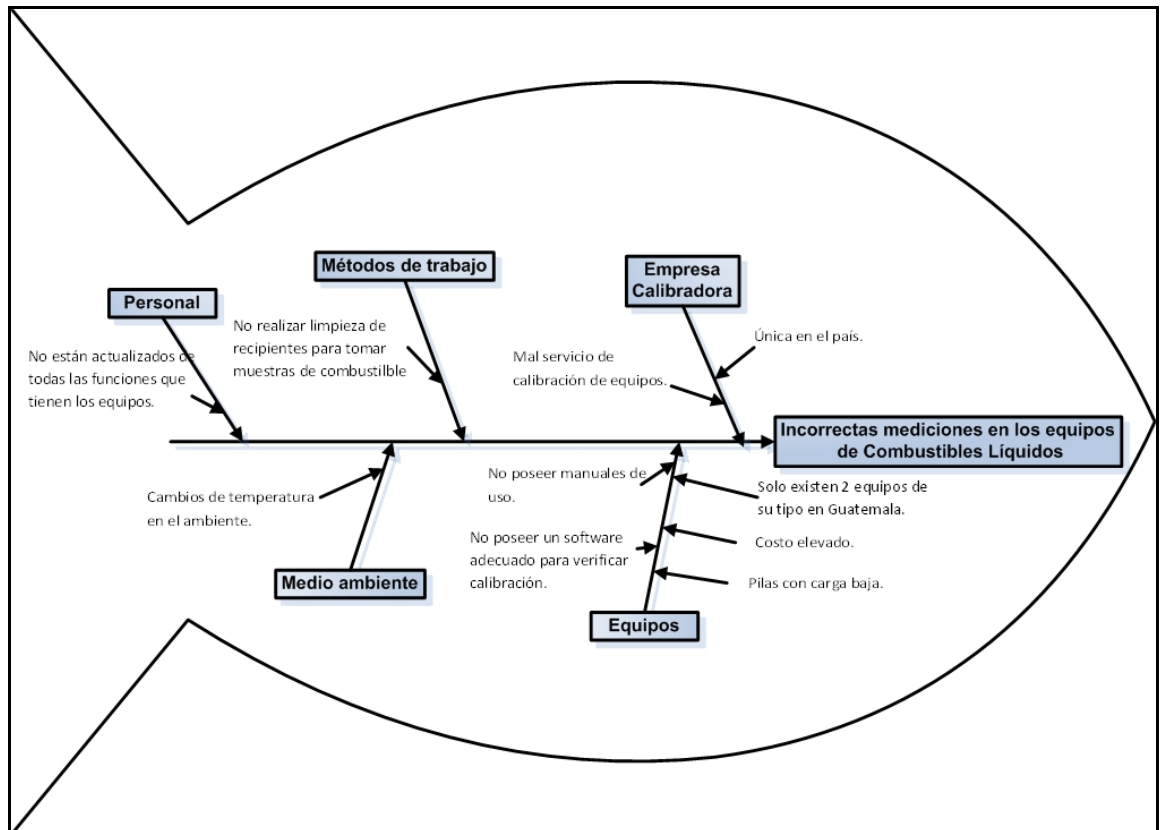 Métodos de trabajo
Empresa
Calibradora
Personal
No realizar limpieza de
recipientes para tomar
muestras de combustilble
Única en el país.
No están actualizados de
todas las funciones que
tienen los equipos.
Mal servicio de
calibración de equipos.
Incorrectas mediciones en los equipos
de Combustibles Líquidos
Cambios de temperatura
en el ambiente.
No poseer manuales de
uso.
Solo existen 2 equipos de
su tipo en Guatemala.
No poseer un software
adecuado para verificar
calibración.
Costo elevado.
Pilas con carga baja.
Medio ambiente
Equipos